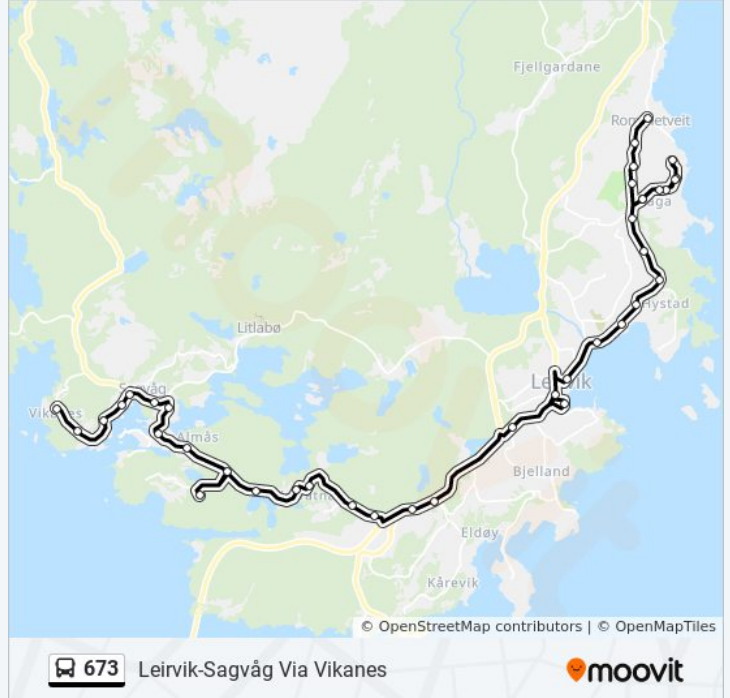 Fjellgardane
Hystad
Litlabø
Leirvik
Sagvåg
Vikanes
Almås
Bjelland
Eldøy
Kårevik
© OpenStreetMap contributors | © OpenMapTiles
673 Leirvik-Sagvåg Via Vikanes moovit